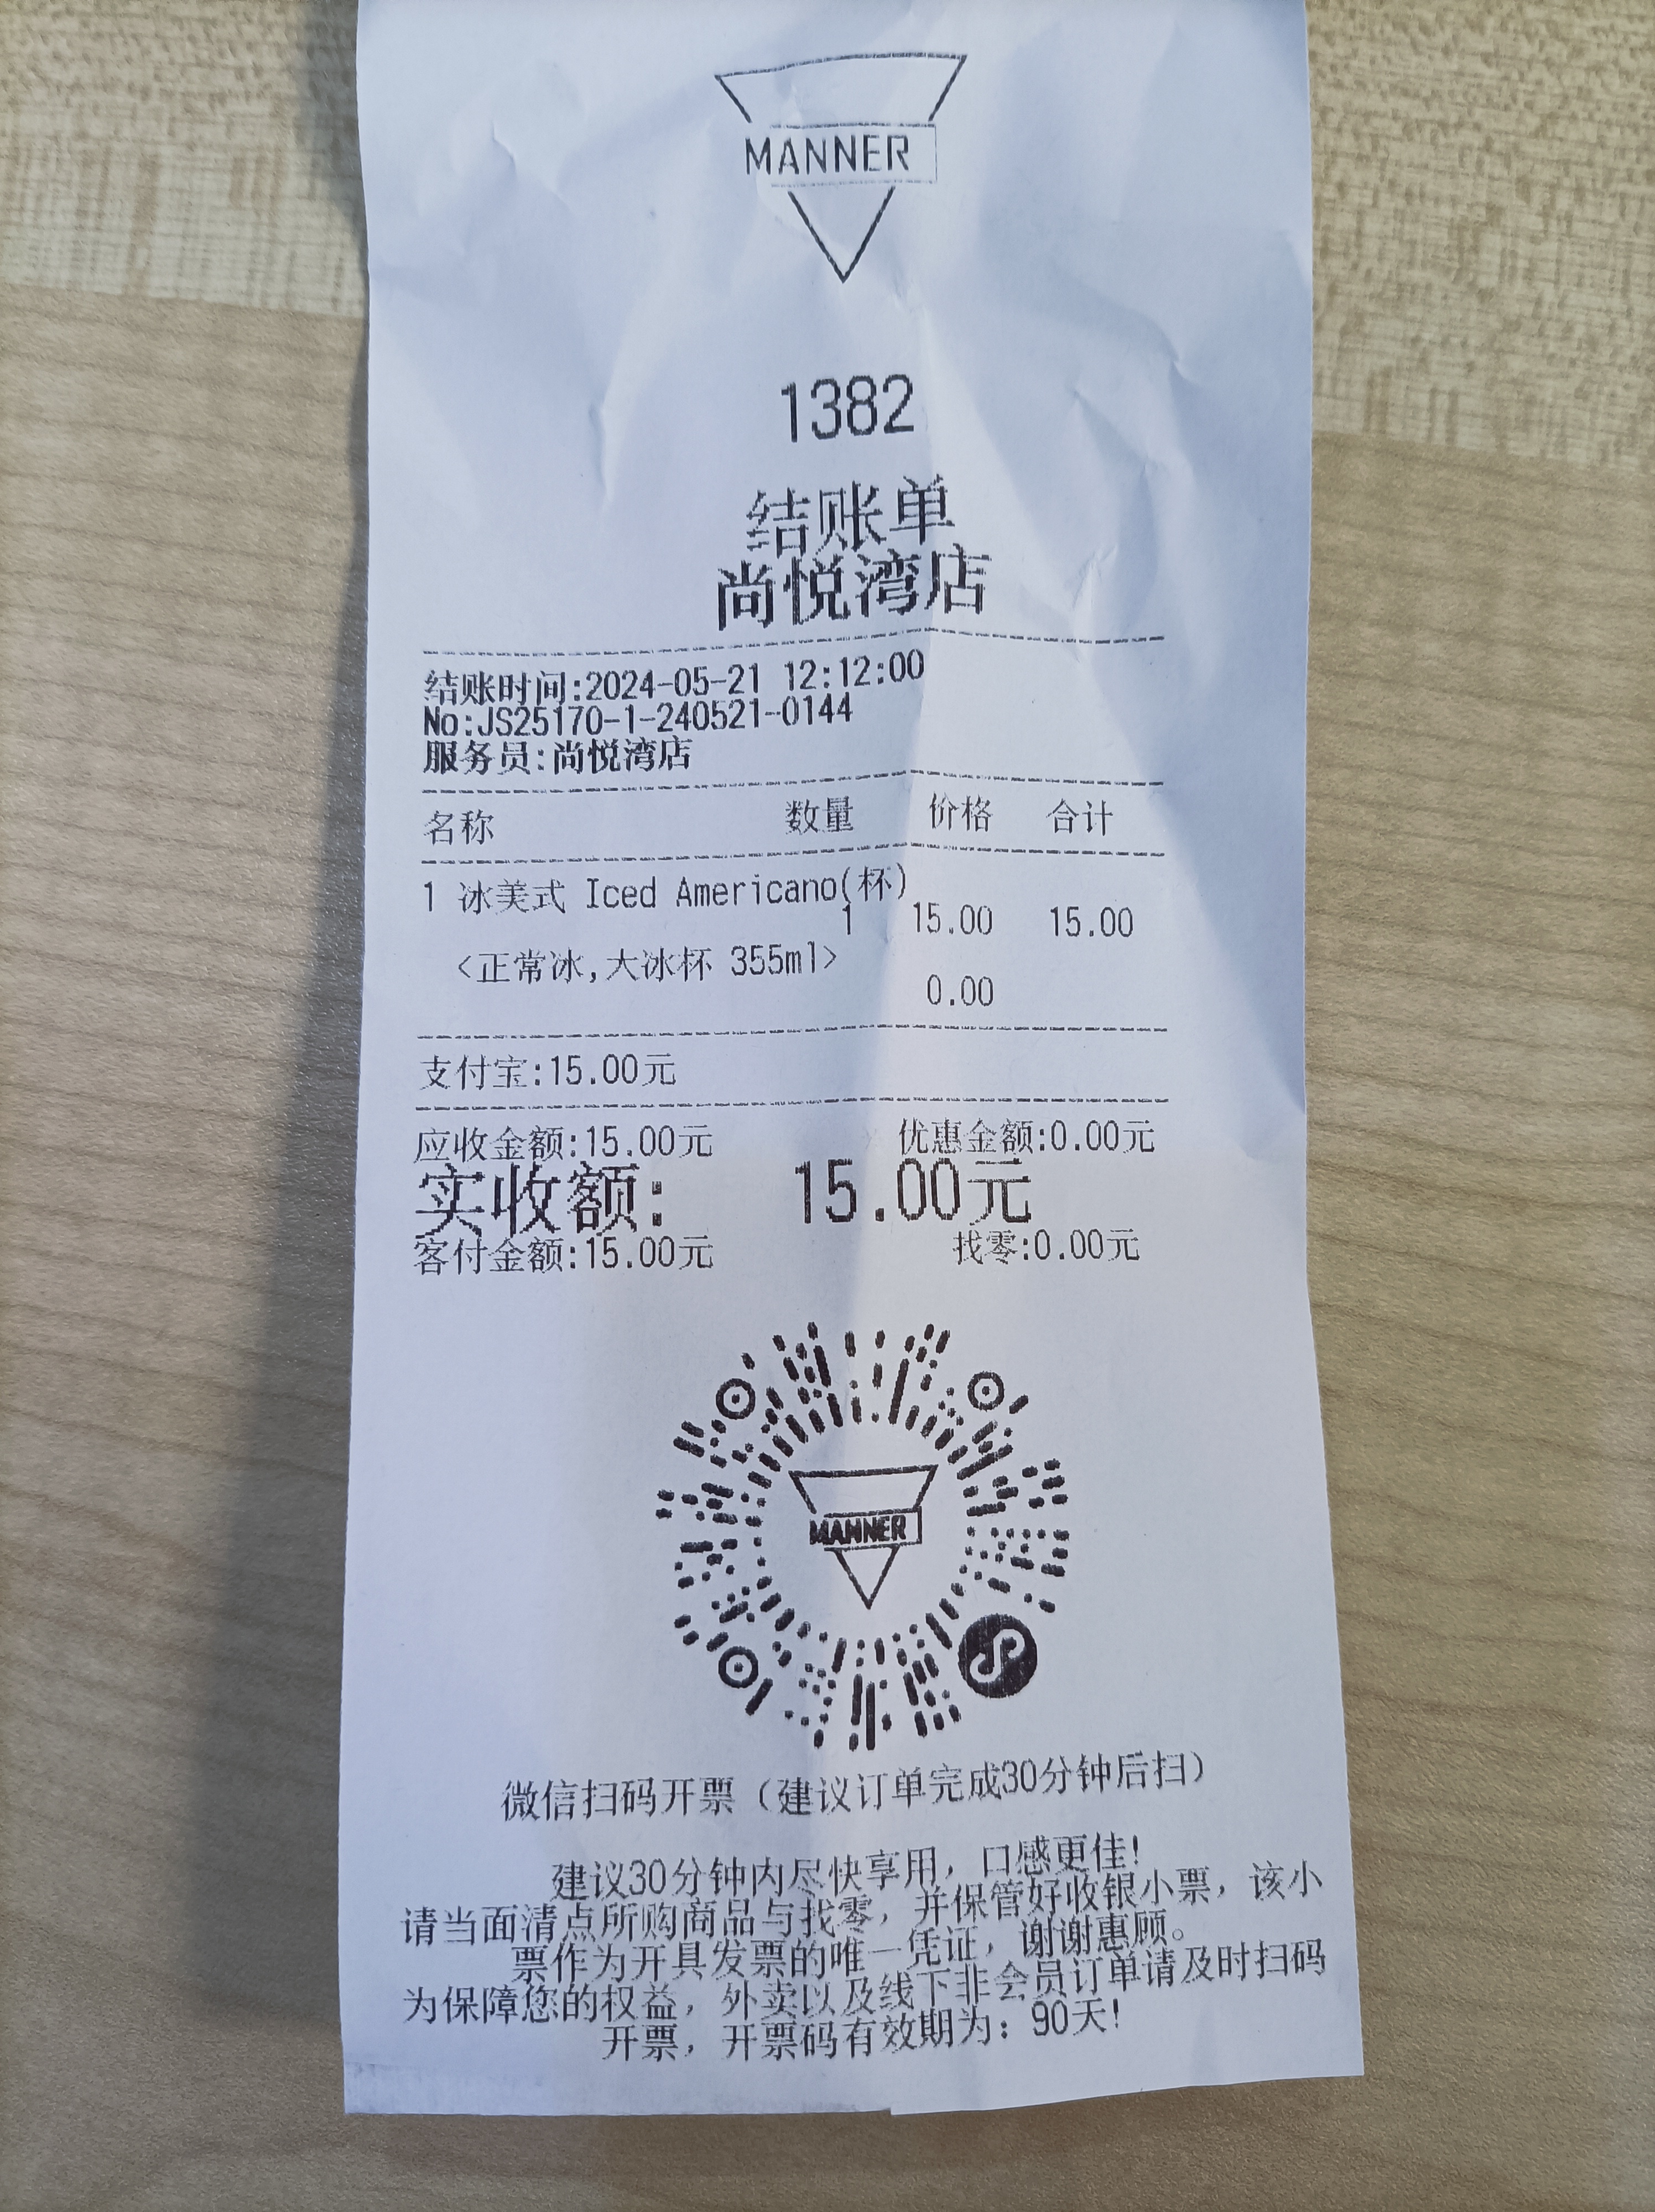 MANNER
1382
结账单
尚悦湾店
结账时间:2024-05-21 12:12:00
No:JS25170-1-240521-0144
服务员:尚悦湾店
名称 数量 价格 合计
1 冰美式 Iced Americano(杯)
1 15.00 15.00
<正常冰,大冰杯 355ml>
0.00
支付宝:15.00元
应收金额:15.00元 优惠金额:0.00元
实收额: 15.00元
客付金额:15.00元 找零:0.00元
MANNER
微信扫码开票（建议订单完成30分钟后扫）
建议30分钟内尽快享用，口感更佳!
请当面清点所购商品与找零，并保管好收银小票，该小
票作为开具发票的唯一凭证，谢谢惠顾。
为保障您的权益，外卖以及线下非会员订单请及时扫码
开票，开票码有效期为：90天!